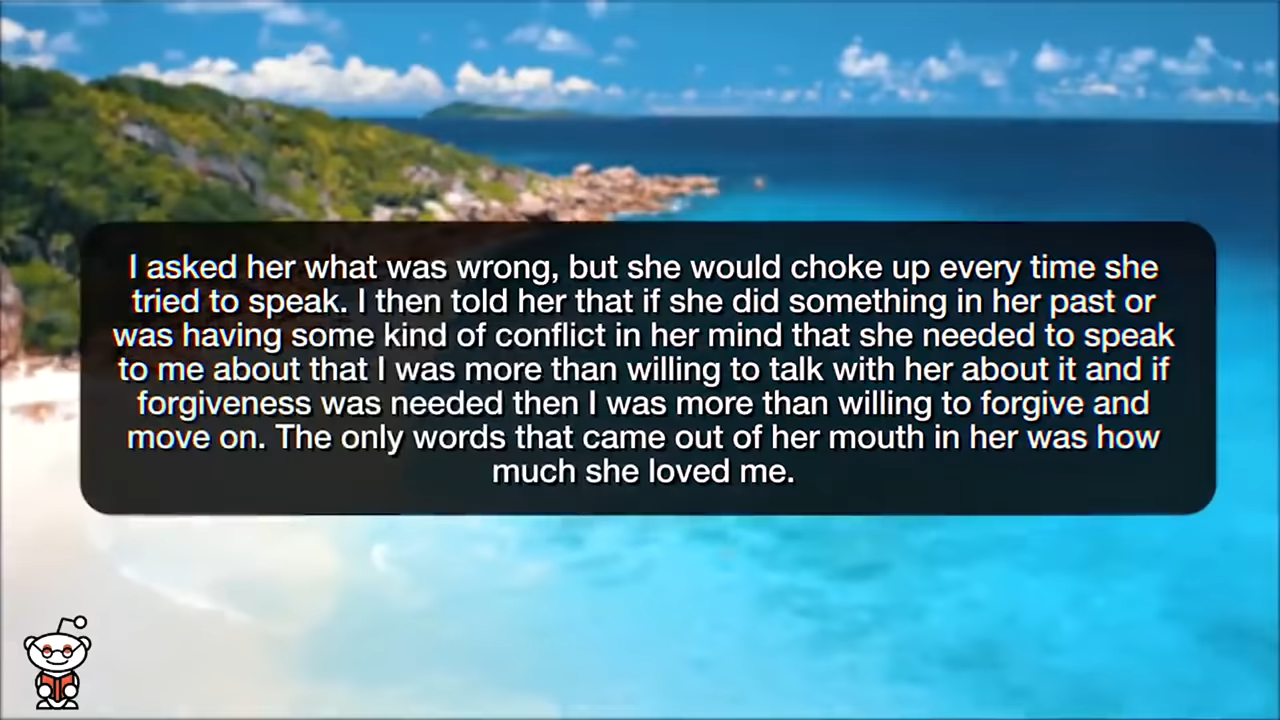 I asked her what was wrong, but she would choke up every time she
tried to speak. I then told her that if she did something in her past or
was having some kind of conflict in her mind that she needed to speak
to me about that I was more than willing to talk with her about it and if
forgiveness was needed then I was more than willing to forgive and
move on. The only words that came out of her mouth in her was how
much she loved me.